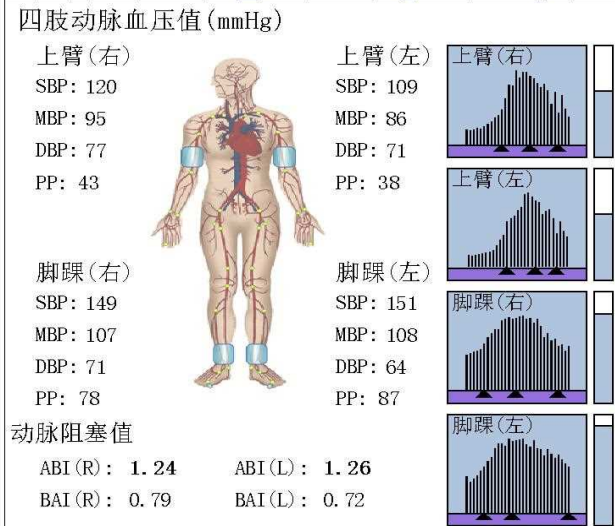 四肢动脉血压值(mmHg)
上臂(右)
SBP: 120
MBP: 95
DBP: 77
PP: 43
上臂(左)
SBP: 109
MBP: 86
DBP: 71
PP: 38
上臂(右)
上臂(左)
脚踝(右)
SBP: 149
MBP: 107
DBP: 71
PP: 78
脚踝(左)
SBP: 151
MBP: 108
DBP: 64
PP: 87
脚踝(右)
脚踝(左)
动脉阻塞值
ABI(R): 1.24 ABI(L): 1.26
BAI(R): 0.79 BAI(L): 0.72